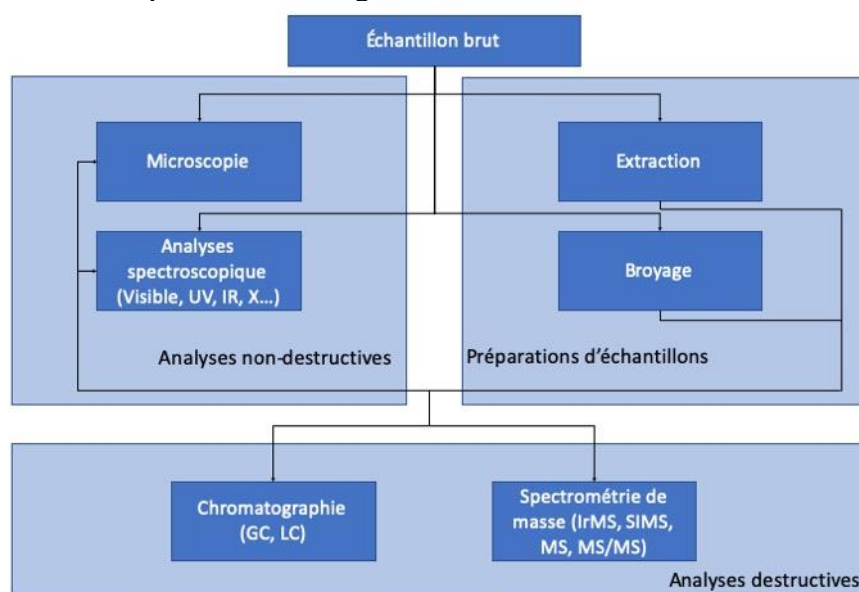 Échantillon brut
Microscopie
Extraction
Analyses
spectroscopique
(Visible, UV, IR, X...)
Broyage
Analyses non-destructives
Préparations d'échantillons
Chromatographie
(GC, LC)
Spectrométrie de
masse (IrMS, SIMS,
MS, MS/MS)
Analyses destructives